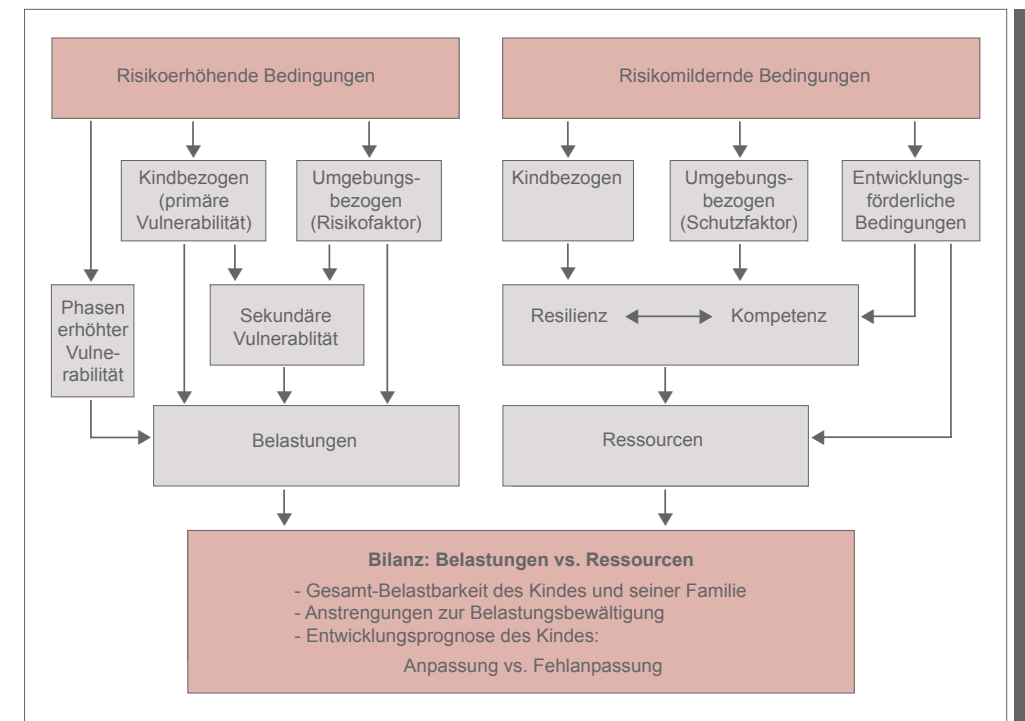 Risikoerhöhende Bedingungen
Risikomildernde Bedingungen
Kindbezogen
(primäre
Vulnerabilität)
Umgebungs-
bezogen
(Risikofaktor)
Kindbezogen
Umgebungs-
bezogen
(Schutzfaktor)
Entwicklungs-
förderliche
Bedingungen
Phasen
erhöhter
Vulne-
rabilität
Sekundäre
Vulnerablität
Resilienz
Kompetenz
Belastungen
Ressourcen
Bilanz: Belastungen vs. Ressourcen
- Gesamt-Belastbarkeit des Kindes und seiner Familie
- Anstrengungen zur Belastungsbewältigung
- Entwicklungsprognose des Kindes:
Anpassung vs. Fehlanpassung